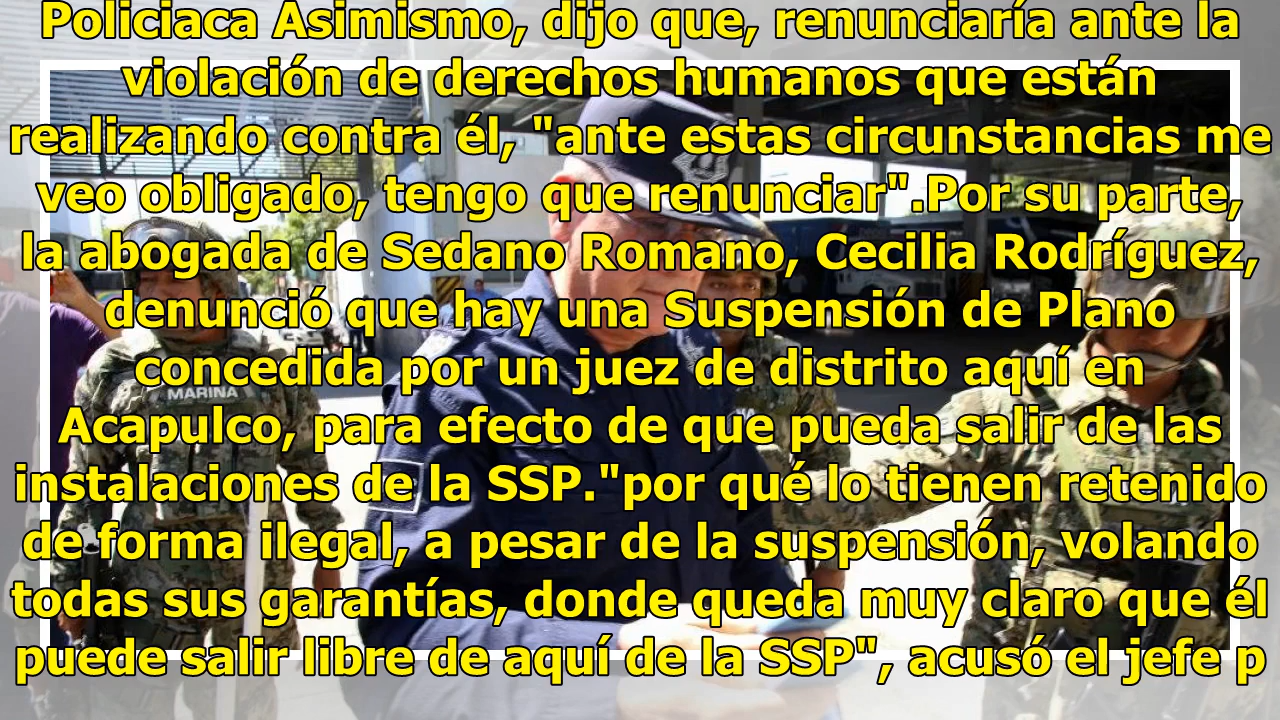 Policiaca Asimismo, dijo que, renunciaría ante la
violación de derechos humanos que están
realizando contra él, "ante estas circunstancias me
veo obligado, tengo que renunciar" .Por su parte,
la abogada de Sedano Romano, Cecilia Rodríguez,
denunció que hay una Suspensión de Plano
concedida por un juez de distrito aquí en
MARINA
Acapulco, para efecto de que pueda salir de las
instalaciones de la SSP."por qué lo tienen retenido
de forma ilegal, a pesar de la suspensión, volando
todas sus garantías, donde queda muy claro que él
puede salir libre de aquí de la SSP", acusó el jefe p